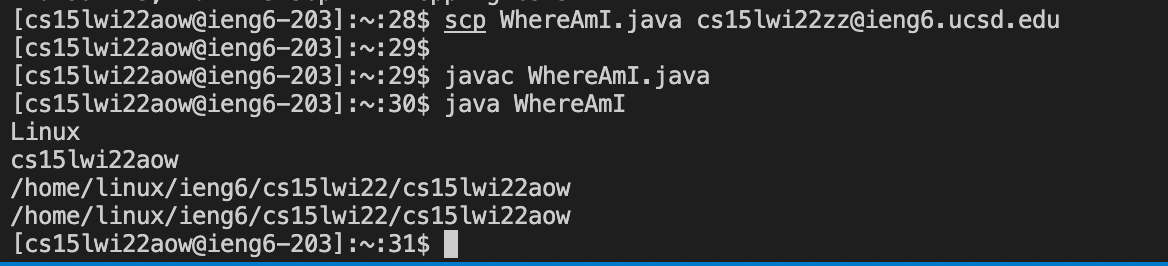 [cs15lwi22aow@ieng6-203]:~:28$ scp WhereAmI.java cs15lwi22zz@ieng6.ucsd.edu
[cs15lwi22aow@ieng6-203]:~:29$
[cs15lwi22aow@ieng6-203]:~:29$ javac WhereAmI.java
[cs15lwi22aow@ieng6-203]:~:30$ java WhereAmI
Linux
cs15lwi22aow
/home/linux/ieng6/cs15lwi22/cs15lwi22aow
/home/linux/ieng6/cs15lwi22/cs15lwi22aow
[cs15lwi22aow@ieng6-203]:~:31$